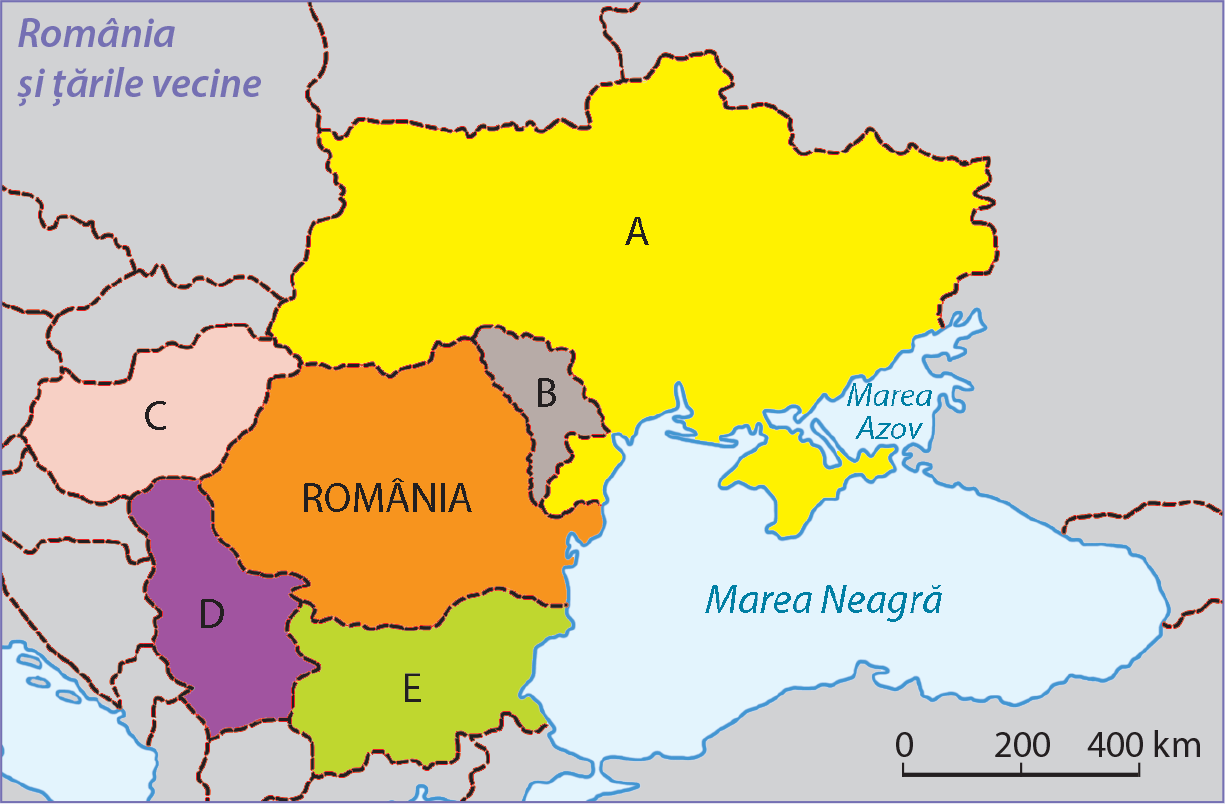 România
și țările vecine
A
B
C
Marea
Azov
ROMÂNIA
D
Marea Neagră
E
0 200 400 km